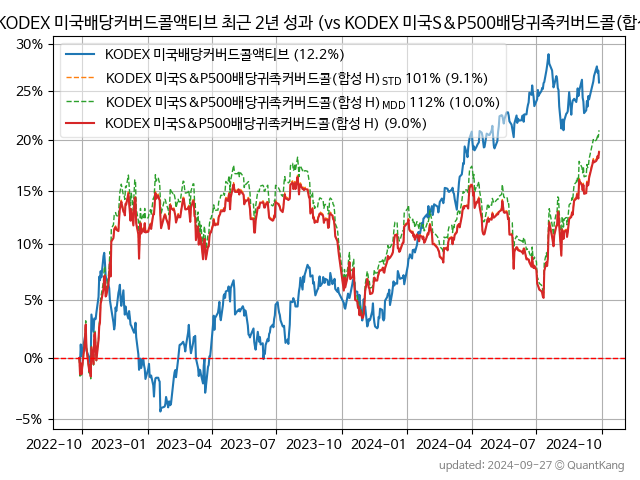 KODEX 미국배당커버드콜액티브 최근 2년 성과 (vs KODEX 미국S&P500배당귀족커버드콜(합성
30%
25%
20%
15%
10%
5%
0%
−5%
KODEX 미국배당커버드콜액티브 (12.2%)
KODEX 미국S&P500배당귀족커버드콜(합성 H) STD 101% (9.1%)
KODEX 미국S&P500배당귀족커버드콜(합성 H) MDD 112% (10.0%)
KODEX 미국S&P500배당귀족커버드콜(합성 H) (9.0%)
2022-10 2023-01 2023-04 2023-07 2023-10 2024-01 2024-04 2024-07 2024-10
updated: 2024-09-27 © QuantKang